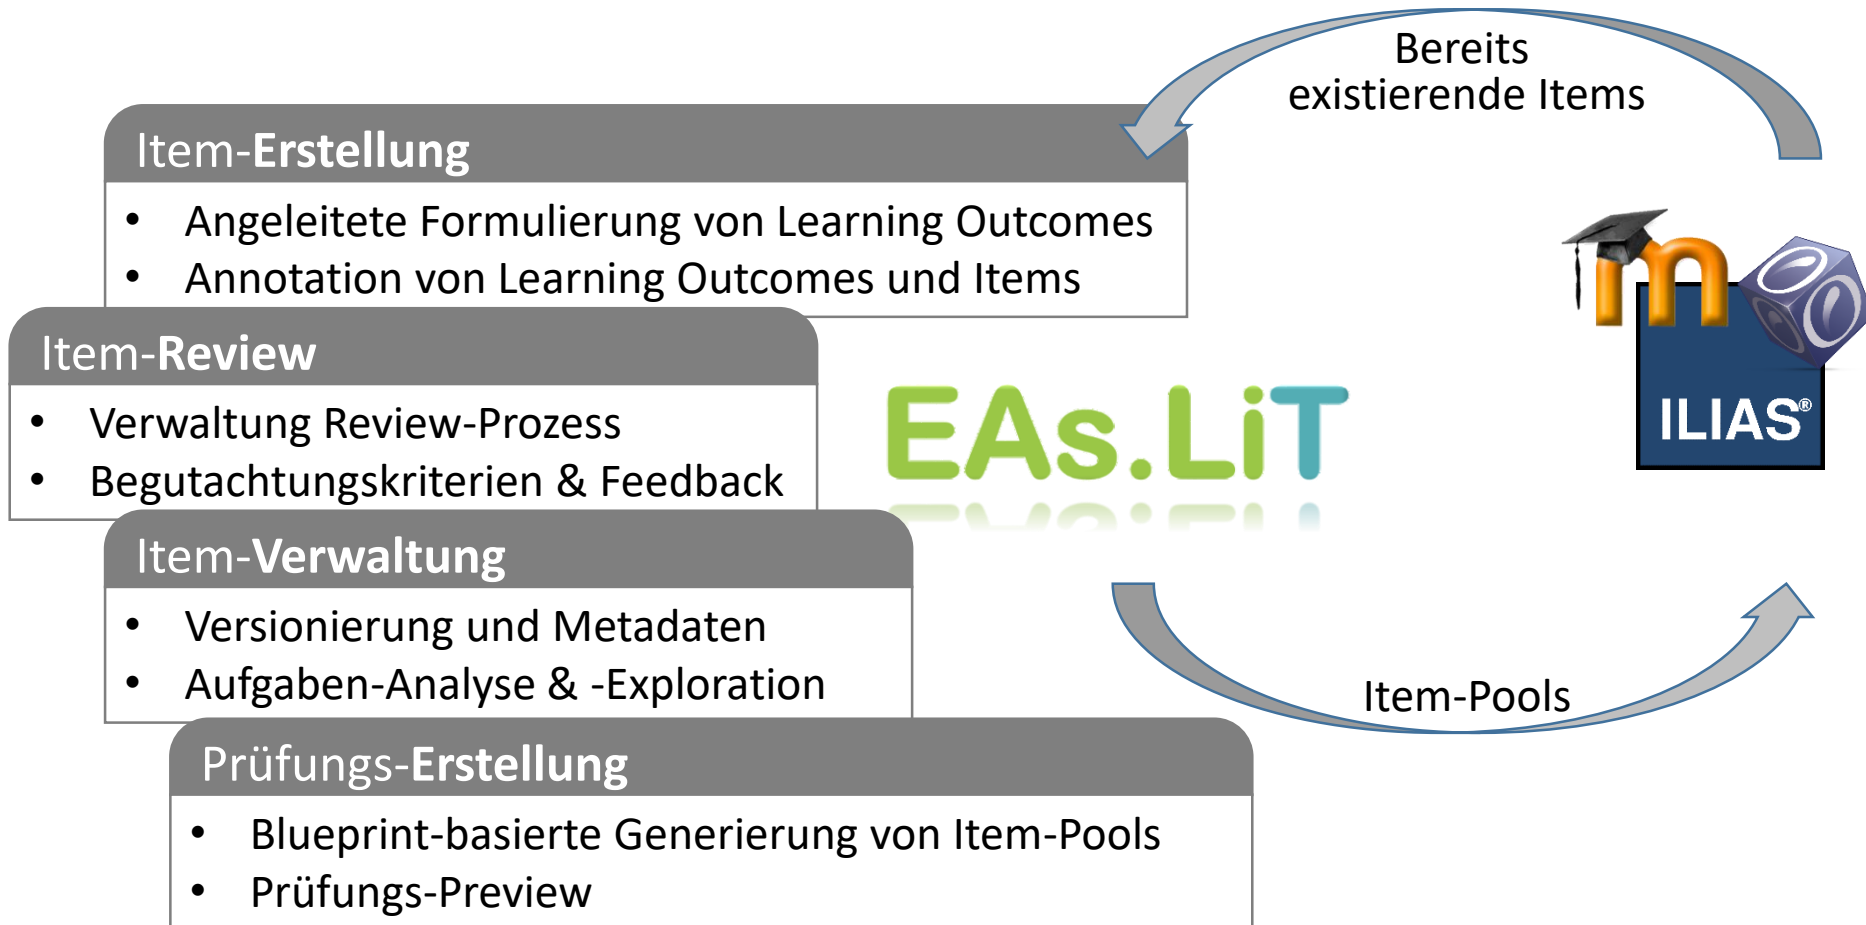 Bereits
existierende Items
Item-Erstellung
• Angeleitete Formulierung von Learning Outcomes
• Annotation von Learning Outcomes und Items
Item-Review
• Verwaltung Review-Prozess
• Begutachtungskriterien & Feedback
EAs.LiT
m
ILIAS®
Item-Verwaltung
• Versionierung und Metadaten
• Aufgaben-Analyse & -Exploration
Item-Pools
Prüfungs-Erstellung
• Blueprint-basierte Generierung von Item-Pools
• Prüfungs-Preview